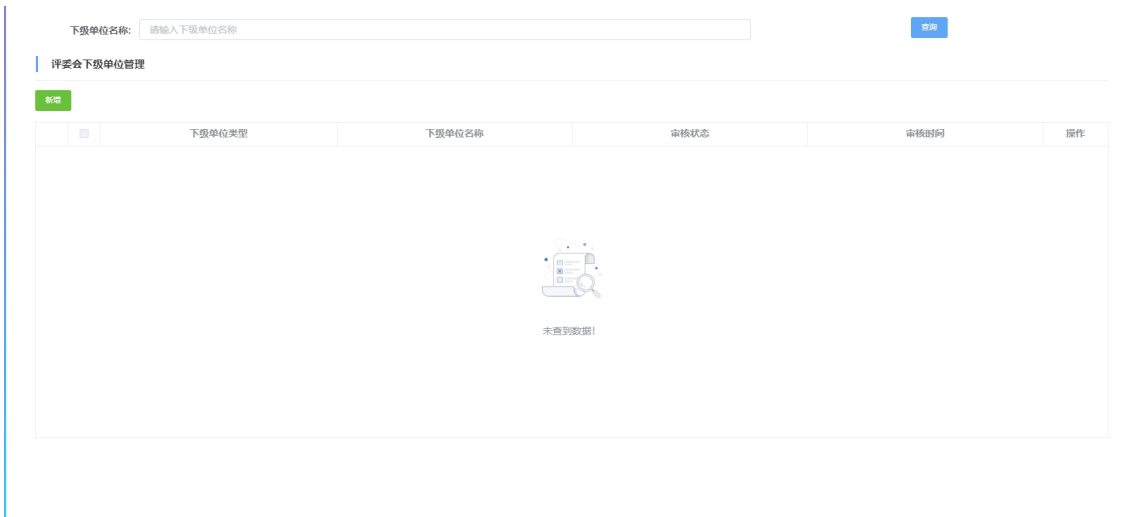 下级单位名称: 请输入下级单位名称 查询
评委会下级单位管理
新增
下级单位类型 下级单位名称 审核状态 审核时间 操作
未查到数据!